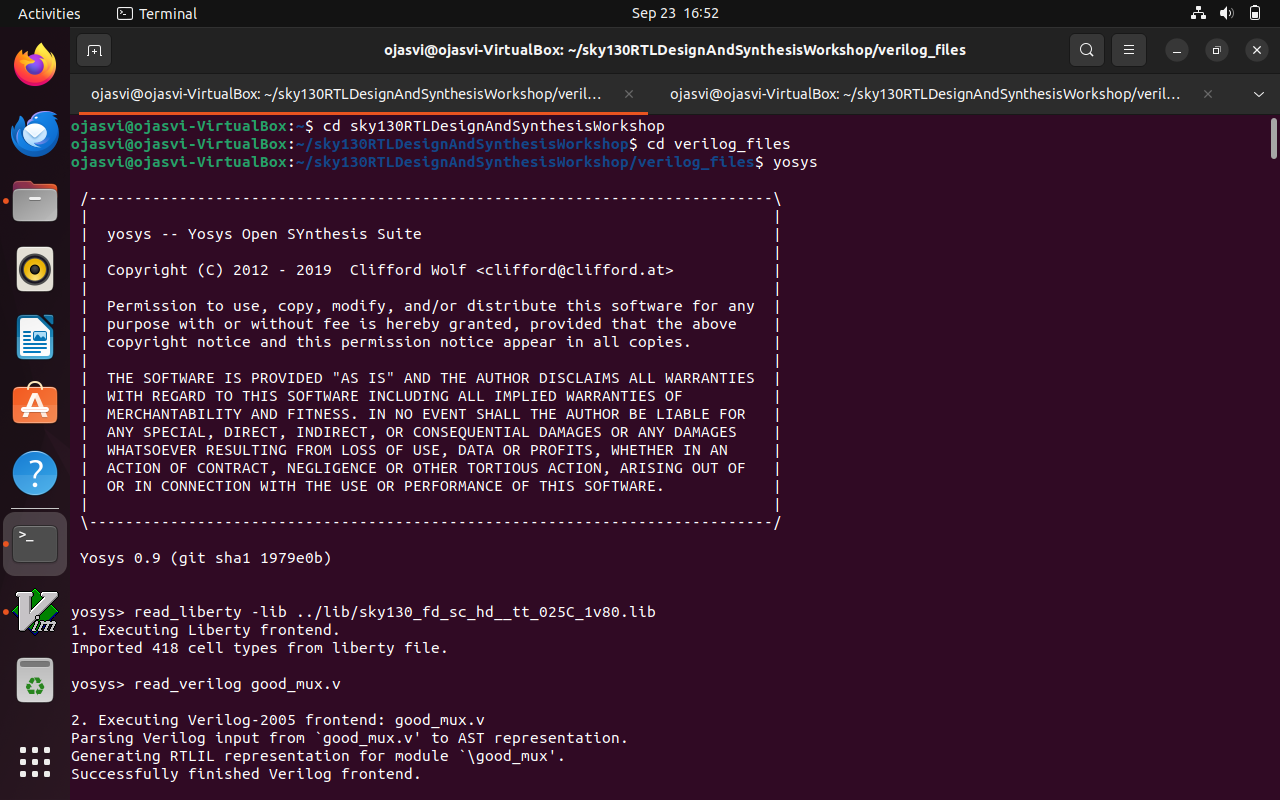 Activities
Terminal
Sep 23 16:52
ojasvi@ojasvi-VirtualBox: ~/sky130RTLDesignAndSynthesisWorkshop/verilog_files
ojasvi@ojasvi-VirtualBox: ~/sky130RTLDesignAndSynthesisWorkshop/veril...
ojasvi@ojasvi-VirtualBox: ~/sky130RTLDesignAndSynthesisWorkshop/veril...
ojasvi@ojasvi-VirtualBox:~$ cd sky130RTLDesignAndSynthesisWorkshop
ojasvi@ojasvi-VirtualBox:~/sky130RTLDesignAndSynthesisWorkshop$ cd verilog_files
ojasvi@ojasvi-VirtualBox:~/sky130RTLDesignAndSynthesisWorkshop/verilog_files$ yosys
/----------------------------------------------------------------------------\
|                                                                            |
|  yosys -- Yosys Open SYnthesis Suite                                       |
|                                                                            |
|  Copyright (C) 2012 - 2019  Clifford Wolf <clifford@clifford.at>           |
|                                                                            |
|  Permission to use, copy, modify, and/or distribute this software for any  |
|  purpose with or without fee is hereby granted, provided that the above    |
|  copyright notice and this permission notice appear in all copies.         |
|                                                                            |
|  THE SOFTWARE IS PROVIDED "AS IS" AND THE AUTHOR DISCLAIMS ALL WARRANTIES  |
|  WITH REGARD TO THIS SOFTWARE INCLUDING ALL IMPLIED WARRANTIES OF          |
|  MERCHANTABILITY AND FITNESS. IN NO EVENT SHALL THE AUTHOR BE LIABLE FOR   |
|  ANY SPECIAL, DIRECT, INDIRECT, OR CONSEQUENTIAL DAMAGES OR ANY DAMAGES    |
|  WHATSOEVER RESULTING FROM LOSS OF USE, DATA OR PROFITS, WHETHER IN AN     |
|  ACTION OF CONTRACT, NEGLIGENCE OR OTHER TORTIOUS ACTION, ARISING OUT OF   |
|  OR IN CONNECTION WITH THE USE OR PERFORMANCE OF THIS SOFTWARE.            |
|                                                                            |
\----------------------------------------------------------------------------/
Yosys 0.9 (git sha1 1979e0b)
yosys> read_liberty -lib ../lib/sky130_fd_sc_hd__tt_025C_1v80.lib
1. Executing Liberty frontend.
Imported 418 cell types from liberty file.
yosys> read_verilog good_mux.v
2. Executing Verilog-2005 frontend: good_mux.v
Parsing Verilog input from `good_mux.v' to AST representation.
Generating RTLIL representation for module `\good_mux'.
Successfully finished Verilog frontend.